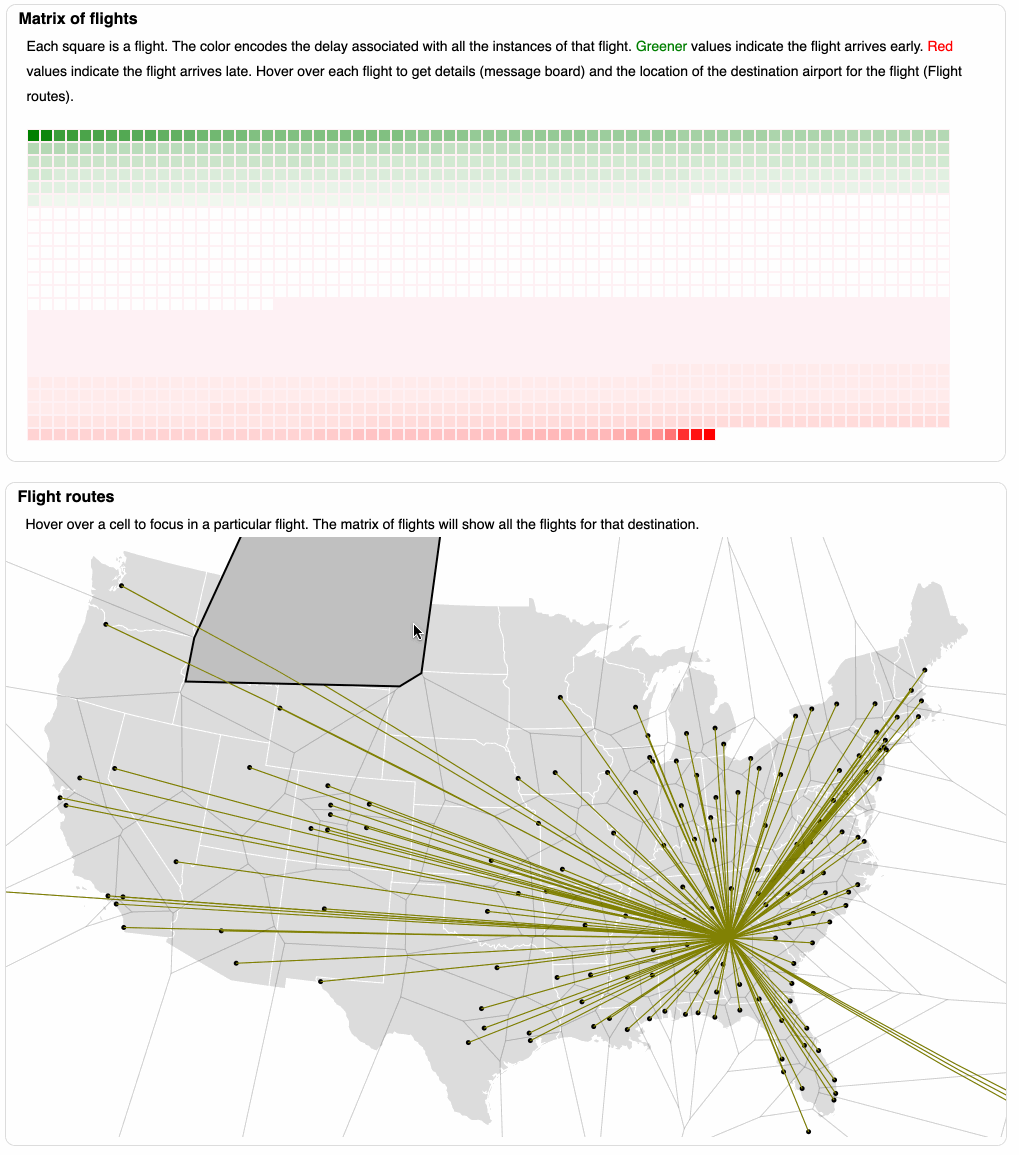 Matrix of flights
Each square is a flight. The color encodes the delay associated with all the instances of that flight. Greener values indicate the flight arrives early. Red
values indicate the flight arrives late. Hover over each flight to get details (message board) and the location of the destination airport for the flight (Flight
routes).
Flight routes
Hover over a cell to focus in a particular flight. The matrix of flights will show all the flights for that destination.